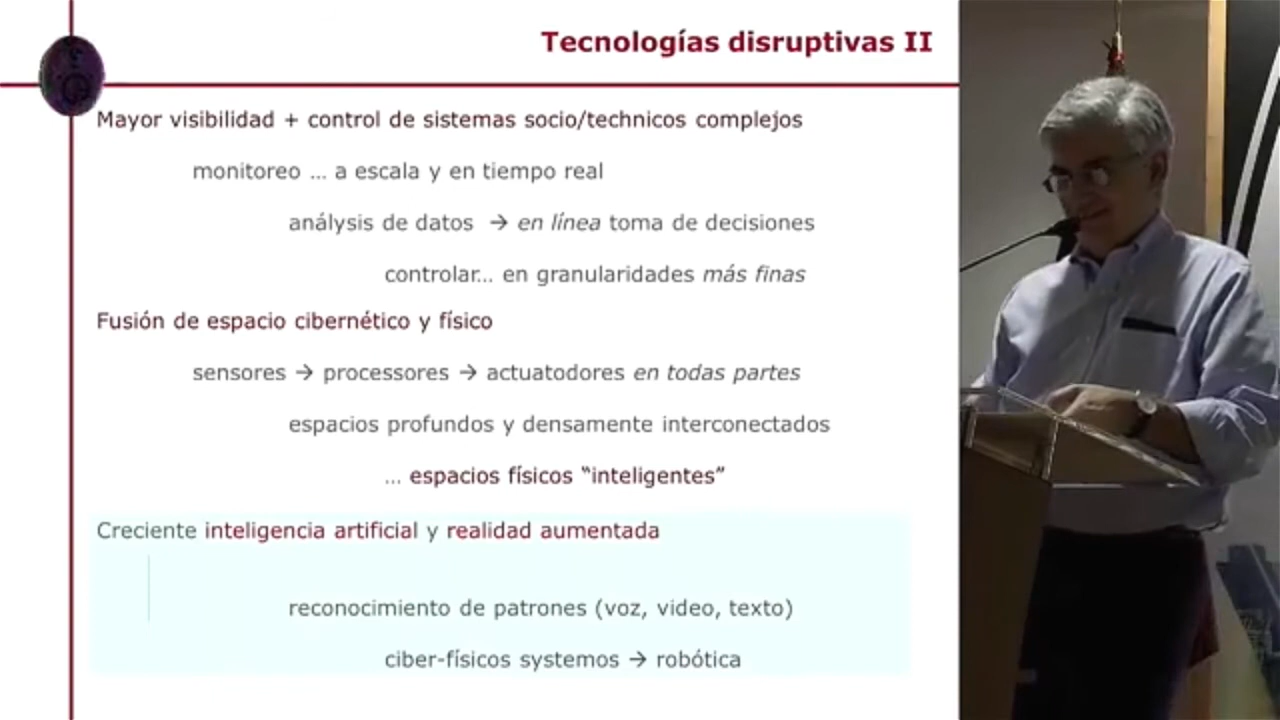 Tecnologías disruptivas II
Mayor visibilidad + control de sistemas socio/technicos complejos
monitoreo ... a escala y en tiempo real
análisis de datos → en línea toma de decisiones
controlar... en granularidades más finas
Fusión de espacio cibernético y físico
sensores → processores → actuatodores en todas partes
espacios profundos y densamente interconectados
... espacios físicos “inteligentes”
Creciente inteligencia artificial y realidad aumentada
reconocimiento de patrones (voz, video, texto)
ciber-físicos systemos → robótica